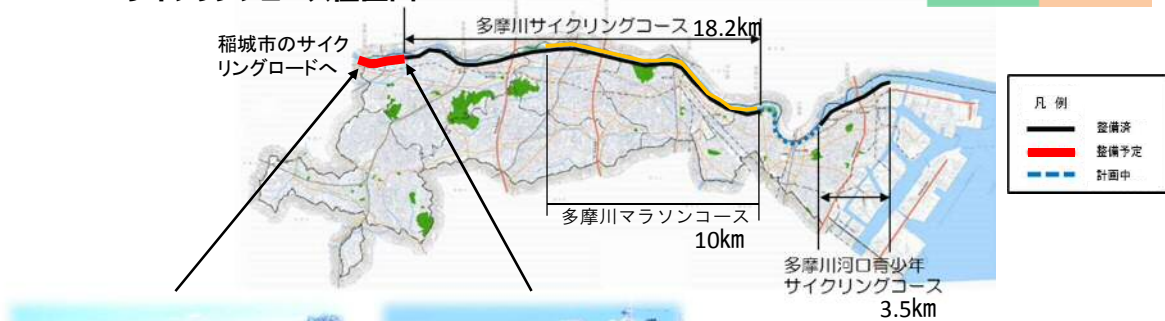 多摩川サイクリングコース 18.2km
稲城市のサイク
リングロードへ
凡 例
整備済
整備予定
計画中
多摩川マラソンコース
10km
多摩川河口青少年
サイクリングコース
3.5km